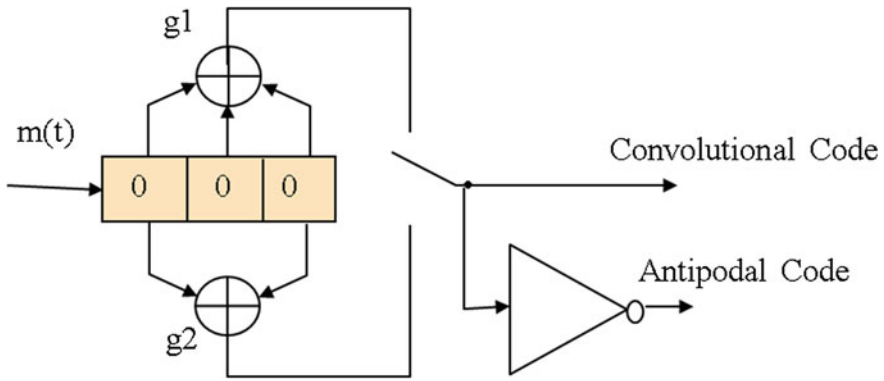 g1
m(t)
0 0 0
Convolutional Code
Antipodal Code
g2